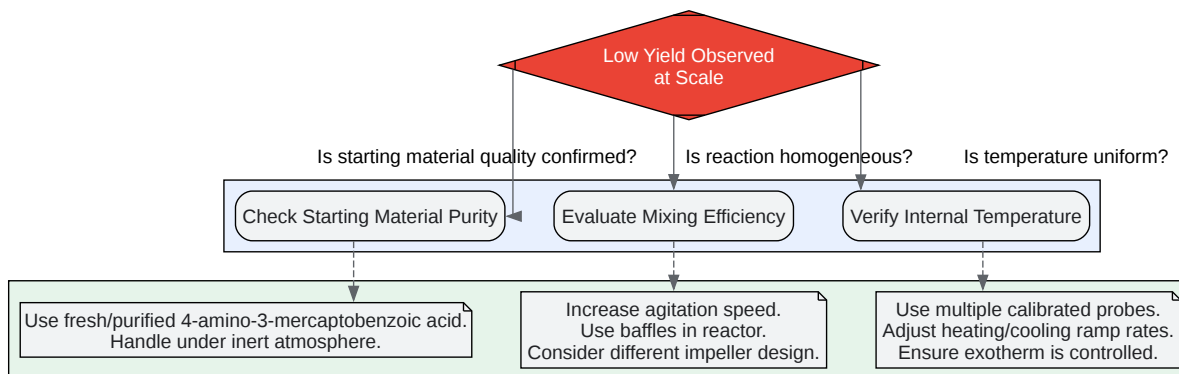 Low Yield Observed
at Scale
Is starting material quality confirmed?
Is reaction homogeneous?
Is temperature uniform?
Check Starting Material Purity
Evaluate Mixing Efficiency
Verify Internal Temperature
Use fresh/purified 4-amino-3-mercaptobenzoic acid.
Handle under inert atmosphere.
Increase agitation speed.
Use baffles in reactor.
Consider different impeller design.
Use multiple calibrated probes.
Adjust heating/cooling ramp rates.
Ensure exotherm is controlled.